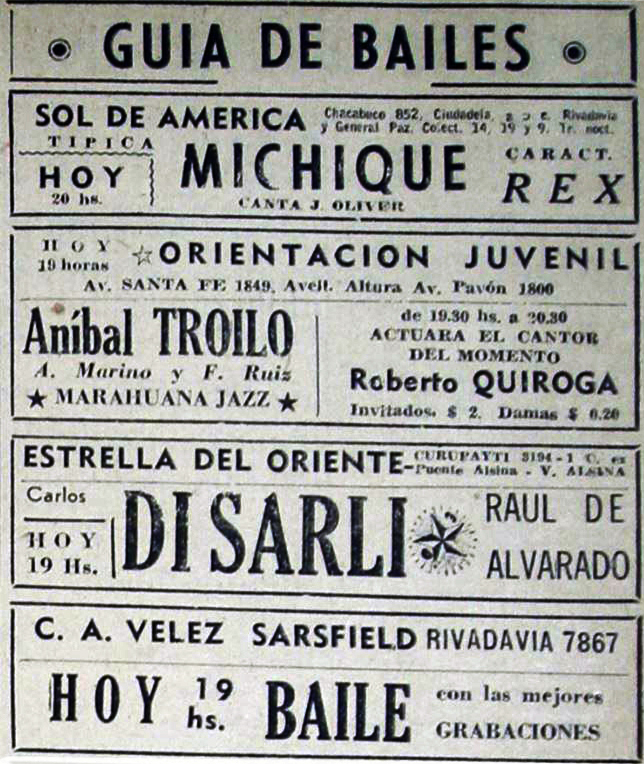 GUIA DE BAILES
SOL DE AMERICA
Chacabuco 852, Ciudadela, a Rivadavia
y General Paz. Colect. 14, 19 y 9. Tr. noct.
TIPICA
HOY
20 hs.
MICHIQUE
CANTA J. OLIVER
CARACT.
REX
HOY
19 horas
☆ORIENTACION JUVENIL
Av. SANTA FE 1849, Avell. Altura Av. Pavón 1800
Aníbal TROILO
A. Marino y F. Ruiz
★ MARAHUANA JAZZ ★
de 19.30 hs. a 20.30
ACTUARA EL CANTOR
DEL MOMENTO
Roberto QUIROGA
Invitados. $ 2. Damas $ 0.20
ESTRELLA DEL ORIENTE-
CURUPAYTI 3194-1 C. ex
Puente Alsina - V. ALSINA
Carlos
HOY
19 Hs.
DI SARLI
RAUL DE
ALVARADO
C. A. VELEZ SARSFIELD RIVADAVIA 7867
HOY 19
hs.
BAILE
con las mejores
GRABACIONES